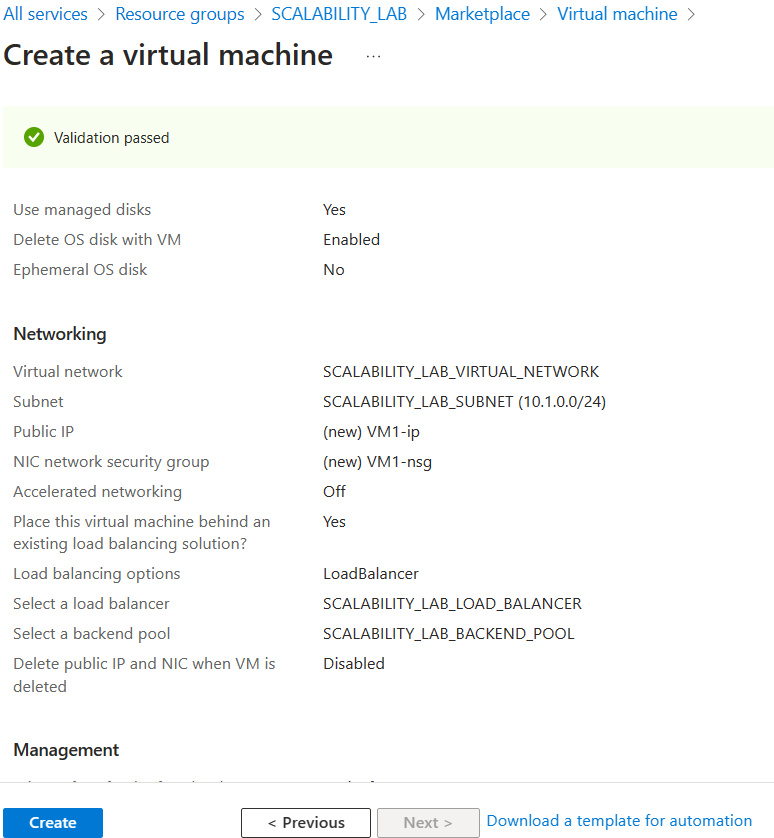 All services > Resource groups > SCALABILITY_LAB > Marketplace > Virtual machine >
Create a virtual machine ...
Validation passed
Use managed disks Yes
Delete OS disk with VM Enabled
Ephemeral OS disk No
Networking
Virtual network SCALABILITY_LAB_VIRTUAL_NETWORK
Subnet SCALABILITY_LAB_SUBNET (10.1.0.0/24)
Public IP (new) VM1-ip
NIC network security group (new) VM1-nsg
Accelerated networking Off
Place this virtual machine behind an Yes
existing load balancing solution?
Load balancing options LoadBalancer
Select a load balancer SCALABILITY_LAB_LOAD_BALANCER
Select a backend pool SCALABILITY_LAB_BACKEND_POOL
Delete public IP and NIC when VM is Disabled
deleted
Management
Create < Previous Next > Download a template for automation